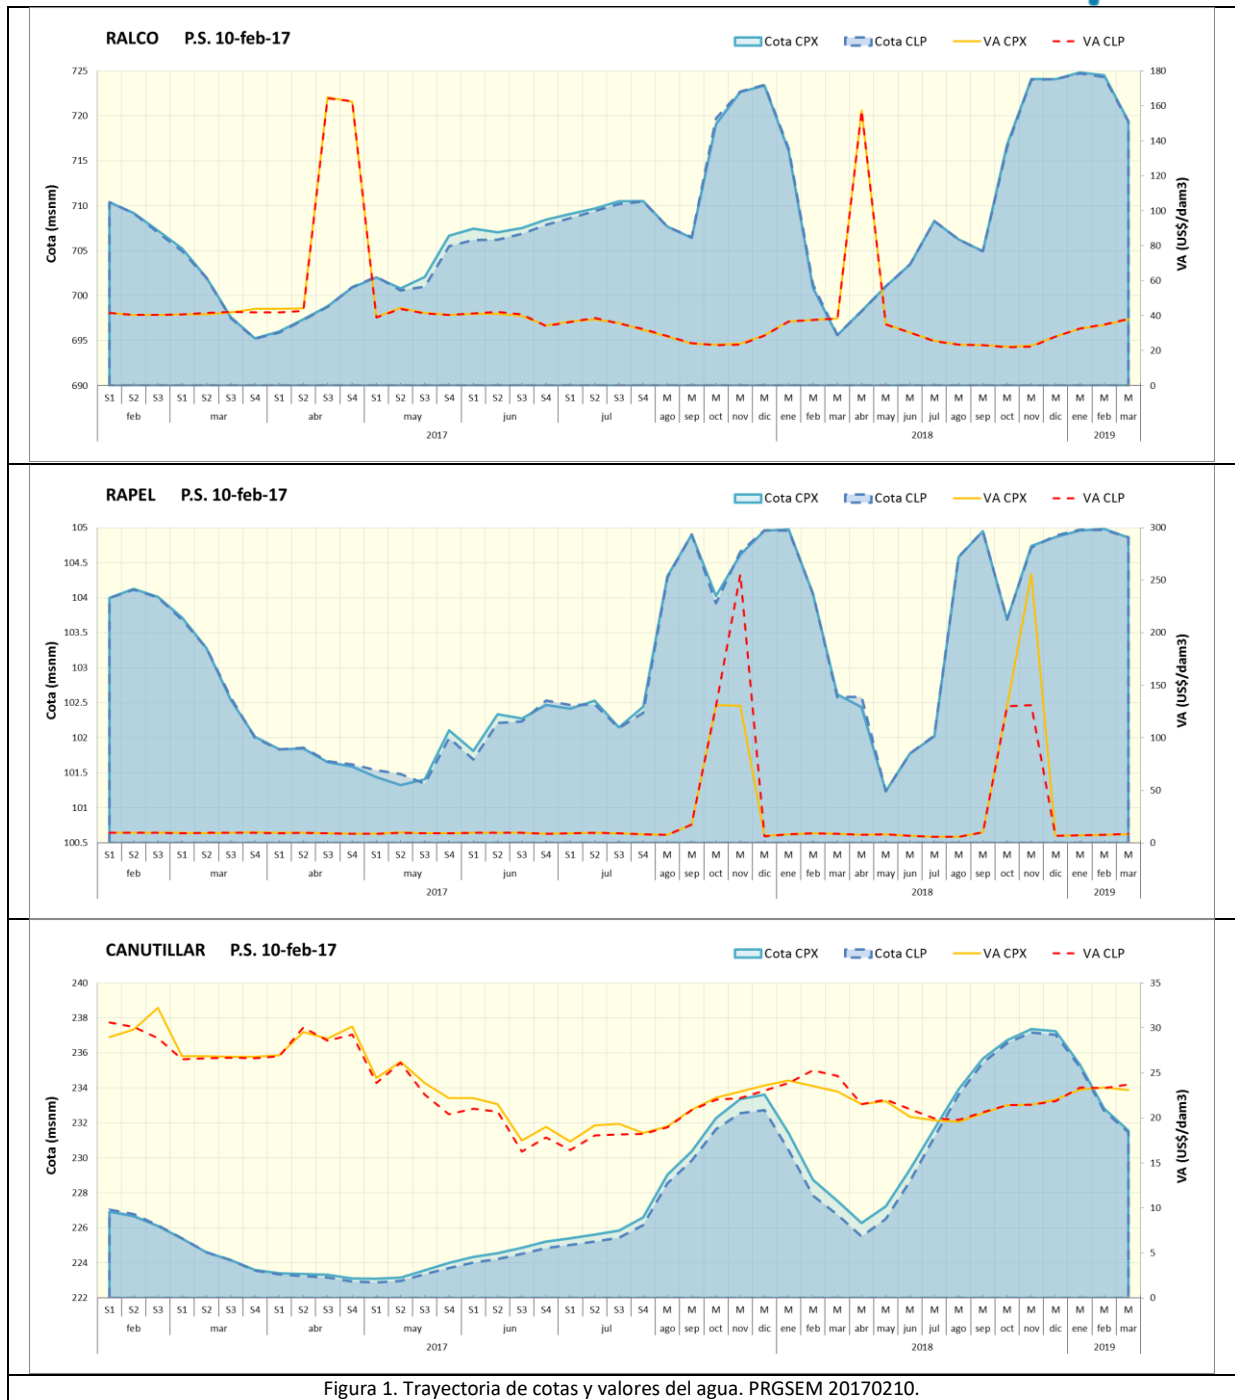 RALCO P.S. 10-feb-17
Cota CPX Cota CLP VA CPX VA CLP
Cota (msnm)
725
720
715
710
705
700
695
690
VA (US$/dam3)
180
160
140
120
100
80
60
40
20
0
S1 S2 S3 S1 S2 S3 S4 S1 S2 S3 S4 S1 S2 S3 S4 S1 S2 S3 S4 S1 S2 S3 S4 M M M M M M M M M M M M M M M M M M M M
feb mar abr may jun jul ago sep oct nov dic ene feb mar abr may jun jul ago sep oct nov dic ene feb mar
2017 2018 2019
RAPEL P.S. 10-feb-17
Cota CPX Cota CLP VA CPX VA CLP
Cota (msnm)
105
104.5
104
103.5
103
102.5
102
101.5
101
100.5
VA (US$/dam3)
300
250
200
150
100
50
0
S1 S2 S3 S1 S2 S3 S4 S1 S2 S3 S4 S1 S2 S3 S4 S1 S2 S3 S4 S1 S2 S3 S4 M M M M M M M M M M M M M M M M M M M M
feb mar abr may jun jul ago sep oct nov dic ene feb mar abr may jun jul ago sep oct nov dic ene feb mar
2017 2018 2019
CANUTILLAR P.S. 10-feb-17
Cota CPX Cota CLP VA CPX VA CLP
Cota (msnm)
240
238
236
234
232
230
228
226
224
222
VA (US$/dam3)
35
30
25
20
15
10
5
0
S1 S2 S3 S1 S2 S3 S4 S1 S2 S3 S4 S1 S2 S3 S4 S1 S2 S3 S4 S1 S2 S3 S4 M M M M M M M M M M M M M M M M M M M M
feb mar abr may jun jul ago sep oct nov dic ene feb mar abr may jun jul ago sep oct nov dic ene feb mar
2017 2018 2019
Figura 1. Trayectoria de cotas y valores del agua. PRGSEM 20170210.